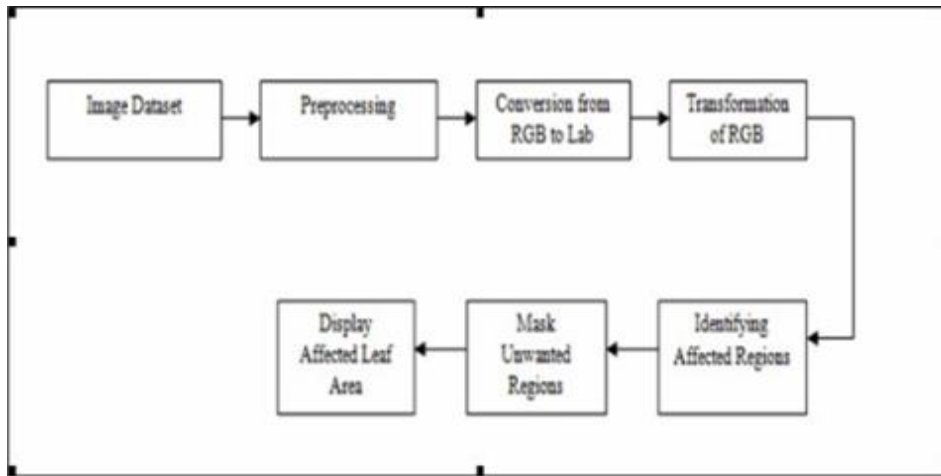 Image Dataset
Preprocessing
Conversion from
RGB to Lab
Transformation
of RGB
Identifying
Affected Regions
Mask
Unwanted
Regions
Display
Affected Leaf
Area